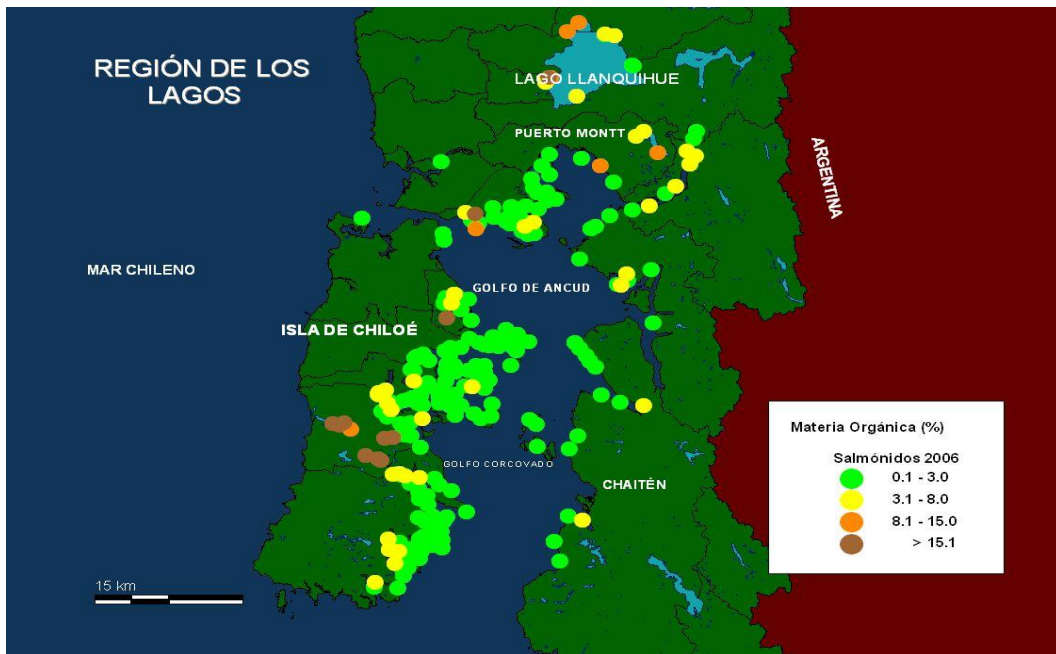 REGIÓN DE LOS
LAGOS
LAGO LLANQUIHUE
PUERTO MONTT
ARGENTINA
MAR CHILENO
GOLFO DE ANCUD
ISLA DE CHILOÉ
GOLFO CORCOVADO
CHAITÉN
15 km
Materia Orgánica (%)
Salmónidos 2006
0.1 - 3.0
3.1 - 8.0
8.1 - 15.0
> 15.1